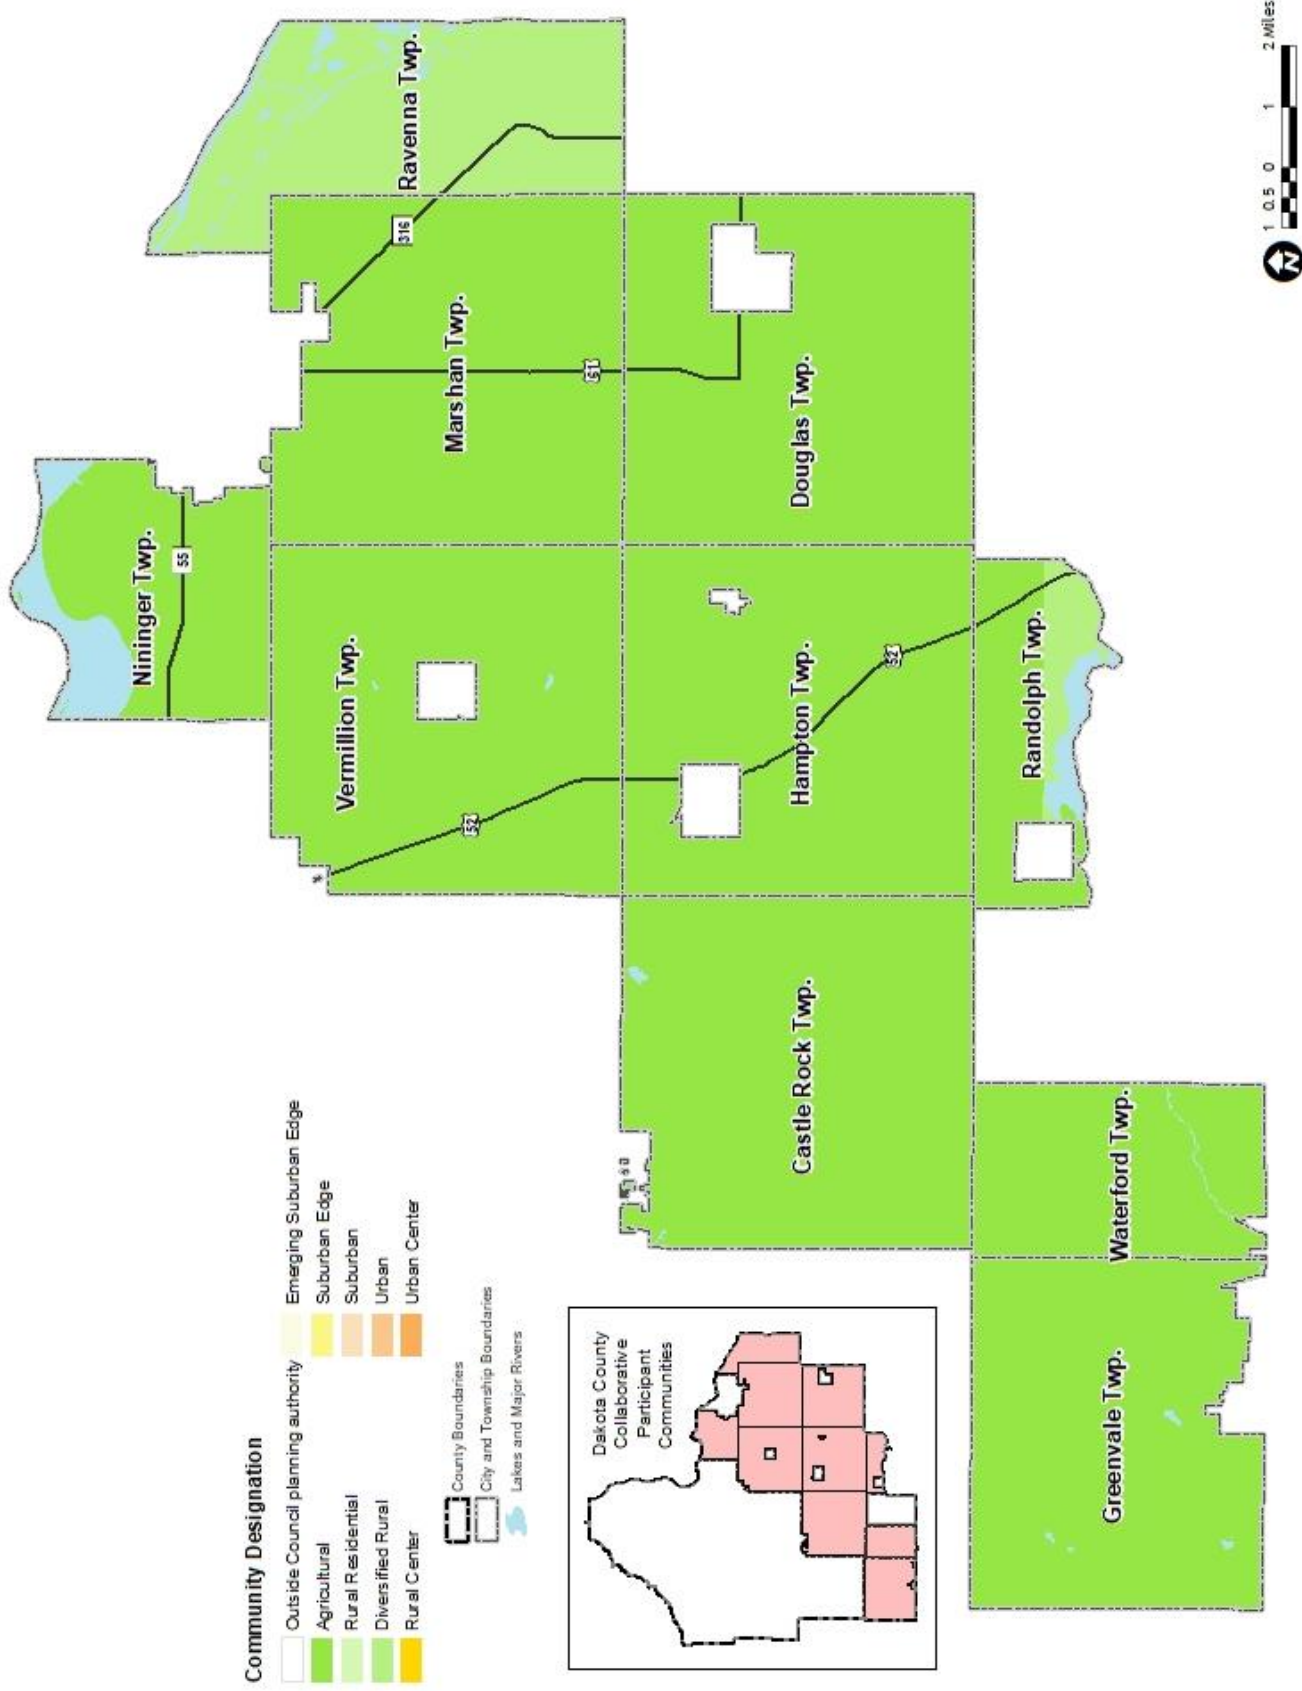 Community Designation
Outside Council planning authority
Agricultural
Rural Residential
Diversified Rural
Rural Center
Emerging Suburban Edge
Suburban Edge
Suburban
Urban
Urban Center
County Boundaries
City and Township Boundaries
Lakes and Major Rivers
Dakota County
Collaborative
Participant
Communities
Nininger Twp.
55
Ravenna Twp.
316
Marshan Twp.
61
Vermillion Twp.
52
Douglas Twp.
Hampton Twp.
52
Castle Rock Twp.
Randolph Twp.
Waterford Twp.
Greenvale Twp.
N
1 0.5 0 1 2 Miles